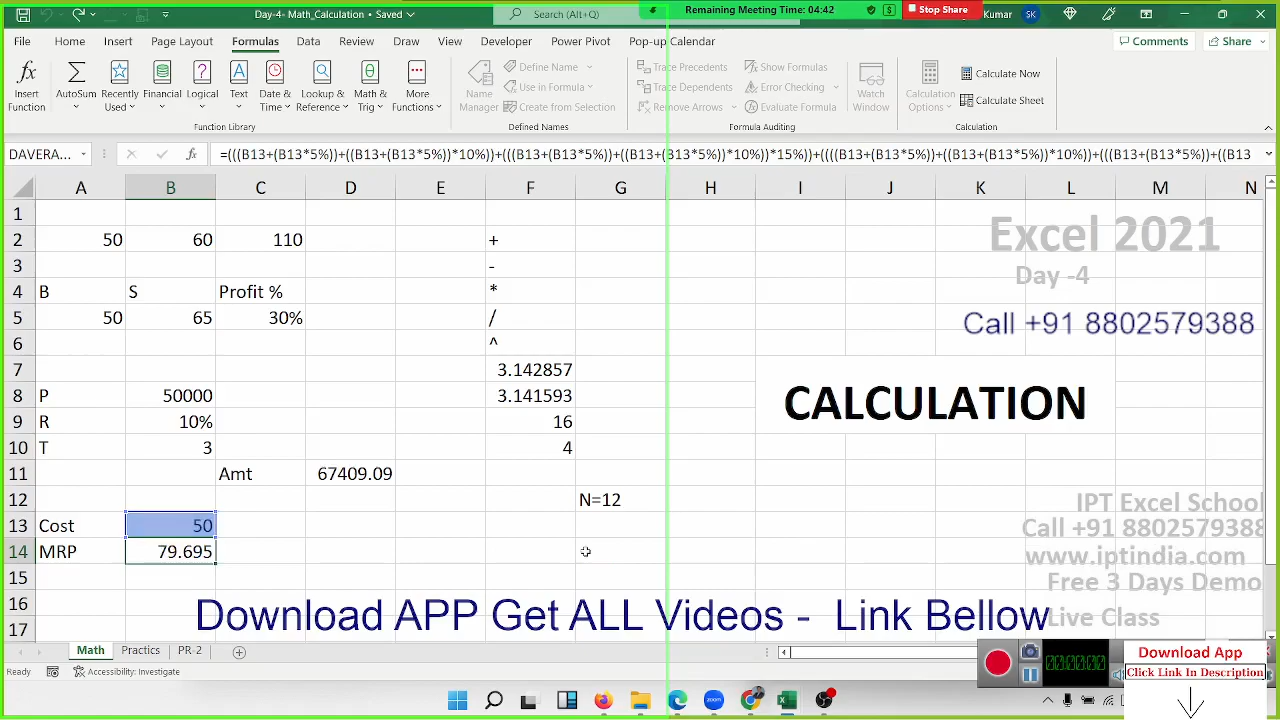 Day-4- Math_Calculation • Saved
Search (Alt+Q)
Remaining Meeting Time: 04:42
Stop Share
Kumar
SK
File
Home
Insert
Page Layout
Formulas
Data
Review
Draw
View
Developer
Power Pivot
Pop-up Calendar
Comments
Share
Insert Function
AutoSum
Recently Used
Financial
Logical
Text
Date & Time
Lookup & Reference
Math & Trig
More Functions
Function Library
Name Manager
Define Name
Use in Formula
Create from Selection
Defined Names
Trace Precedents
Trace Dependents
Remove Arrows
Show Formulas
Error Checking
Evaluate Formula
Formula Auditing
Watch Window
Calculation Options
Calculate Now
Calculate Sheet
Calculation
DAVERA...
fx
=(((B13+(B13*5%))+((B13+(B13*5%))*10%))+(((B13+(B13*5%))+((B13+(B13*5%))*10%))*15%))+((((B13+(B13*5%))+((B13+(B13*5%))*10%))+(((B13+(B13*5%))+((B13
A B C D E F G H I J K L M N
1
2 50 60 110 +
3 -
4 B S Profit % *
5 50 65 30% /
6 ^
7 3.142857
8 P 50000 3.141593
9 R 10% 16
10 T 3 4
11 Amt 67409.09
12 N=12
13 Cost 50
14 MRP 79.695
15
16
17
Excel 2021
Day -4
Call +91 8802579388
CALCULATION
IPT Excel School
Call +91 8802579388
www.iptindia.com
Free 3 Days Demo
Live Class
Download APP Get ALL Videos - Link Bellow
Math
Practice
PR-2
Ready
Accessibility: Investigate
Download App
Click Link In Description